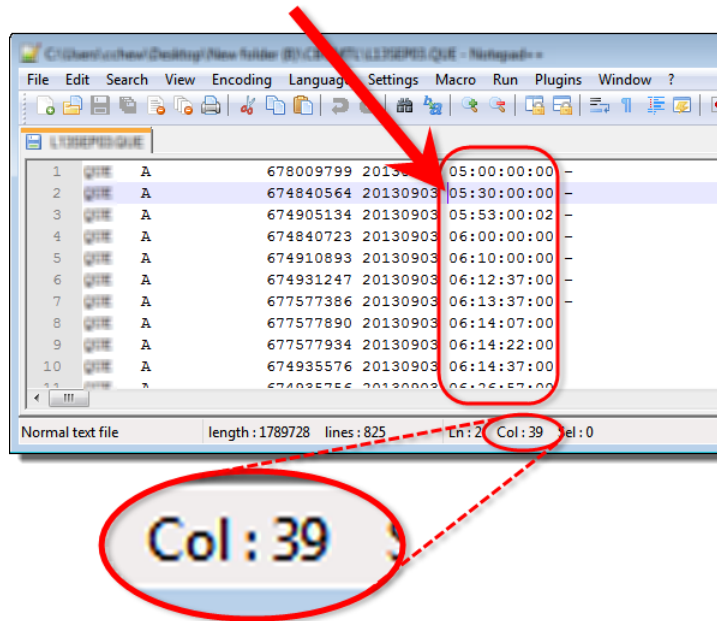 File Edit Search View Encoding Language Settings Macro Run Plugins Window ?
1 A 678009799 20130 05:00:00:00 –
2 A 674840564 20130903 05:30:00:00 –
3 A 674905134 20130903 05:53:00:02 –
4 A 674840723 20130903 06:00:00:00 –
5 A 674910893 20130903 06:10:00:00 –
6 A 674931247 20130903 06:12:37:00 –
7 A 677577386 20130903 06:13:37:00 –
8 A 677577890 20130903 06:14:07:00
9 A 677577934 20130903 06:14:22:00
10 A 674935576 20130903 06:14:37:00
Normal text file length : 1789728 lines : 825 Ln : 2 Col : 39 Sel : 0
Col : 39